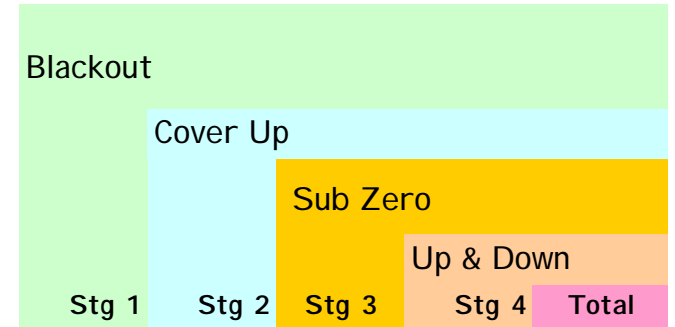 Blackout
Cover Up
Sub Zero
Up & Down
Stg 1 Stg 2 Stg 3 Stg 4 Total